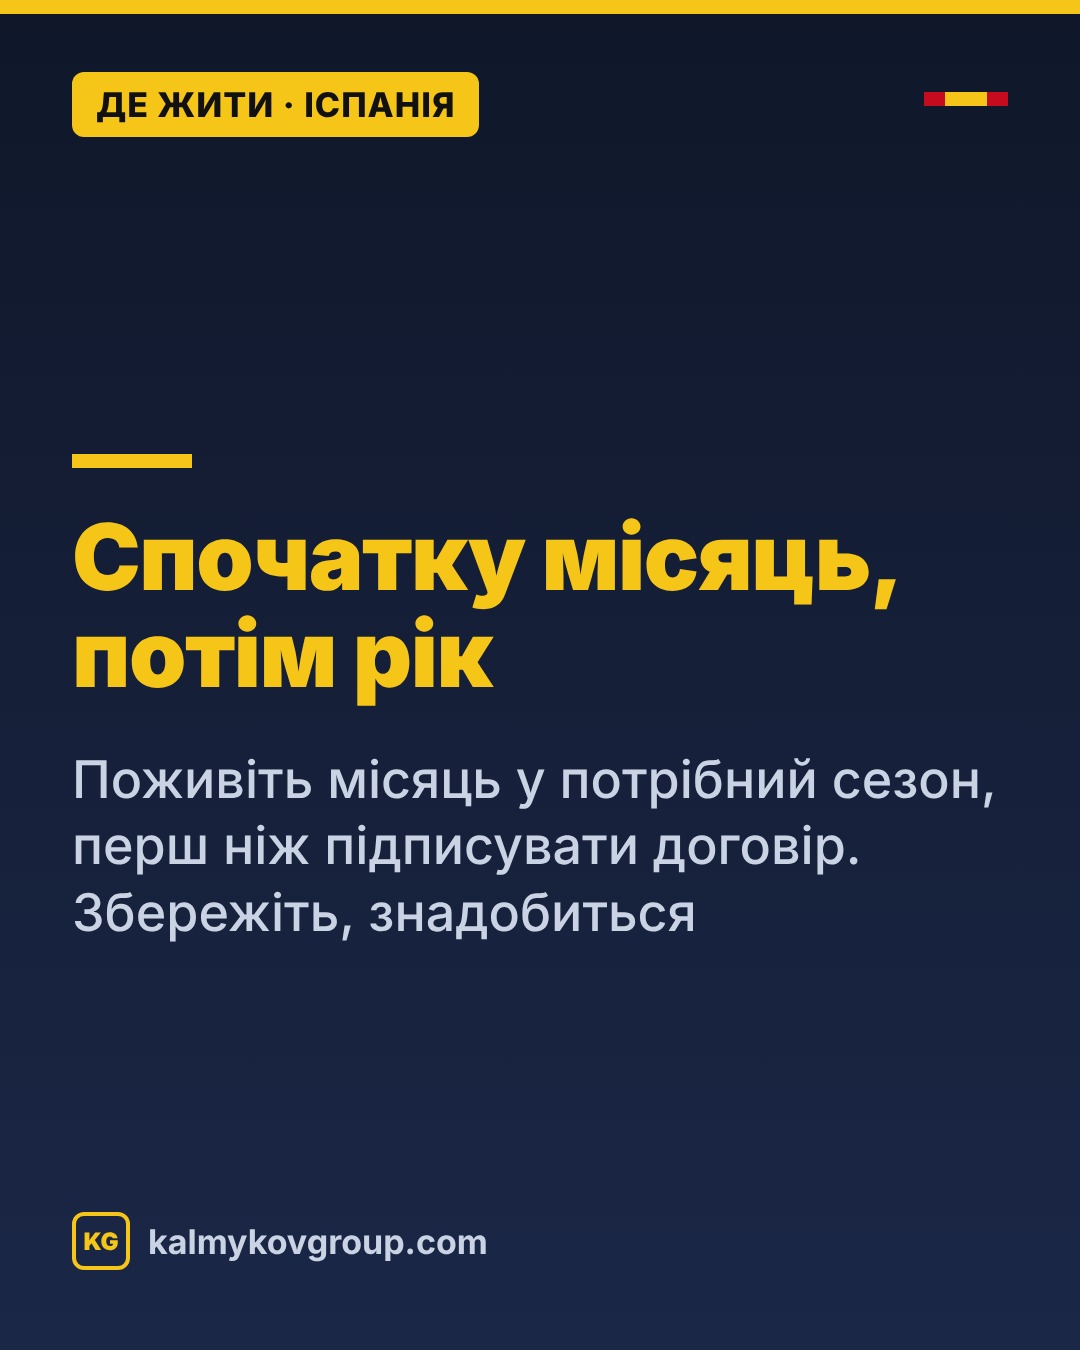 ДЕ ЖИТИ · ІСПАНІЯ
Спочатку місяць,
потім рік
Поживіть місяць у потрібний сезон,
перш ніж підписувати договір.
Збережіть, знадобиться
KG kalmykovgroup.com